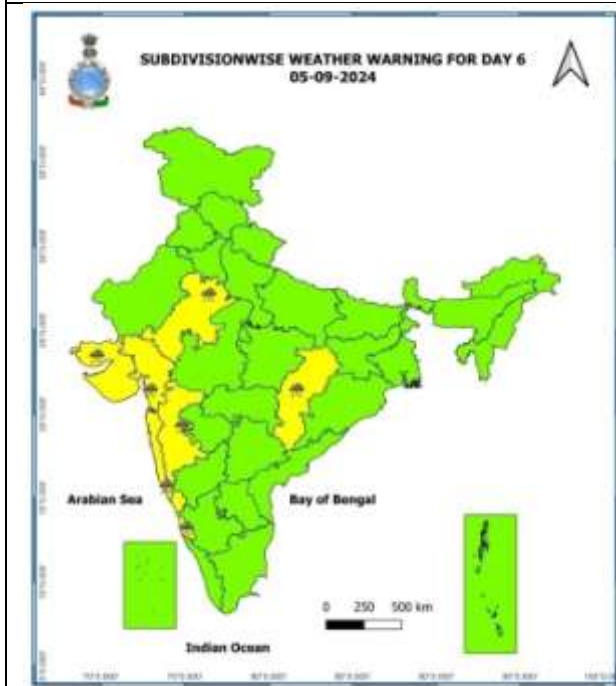 SUBDIVISIONWISE WEATHER WARNING FOR DAY 6
05-09-2024
Arabian Sea
Bay of Bengal
0 250 500 km
Indian Ocean